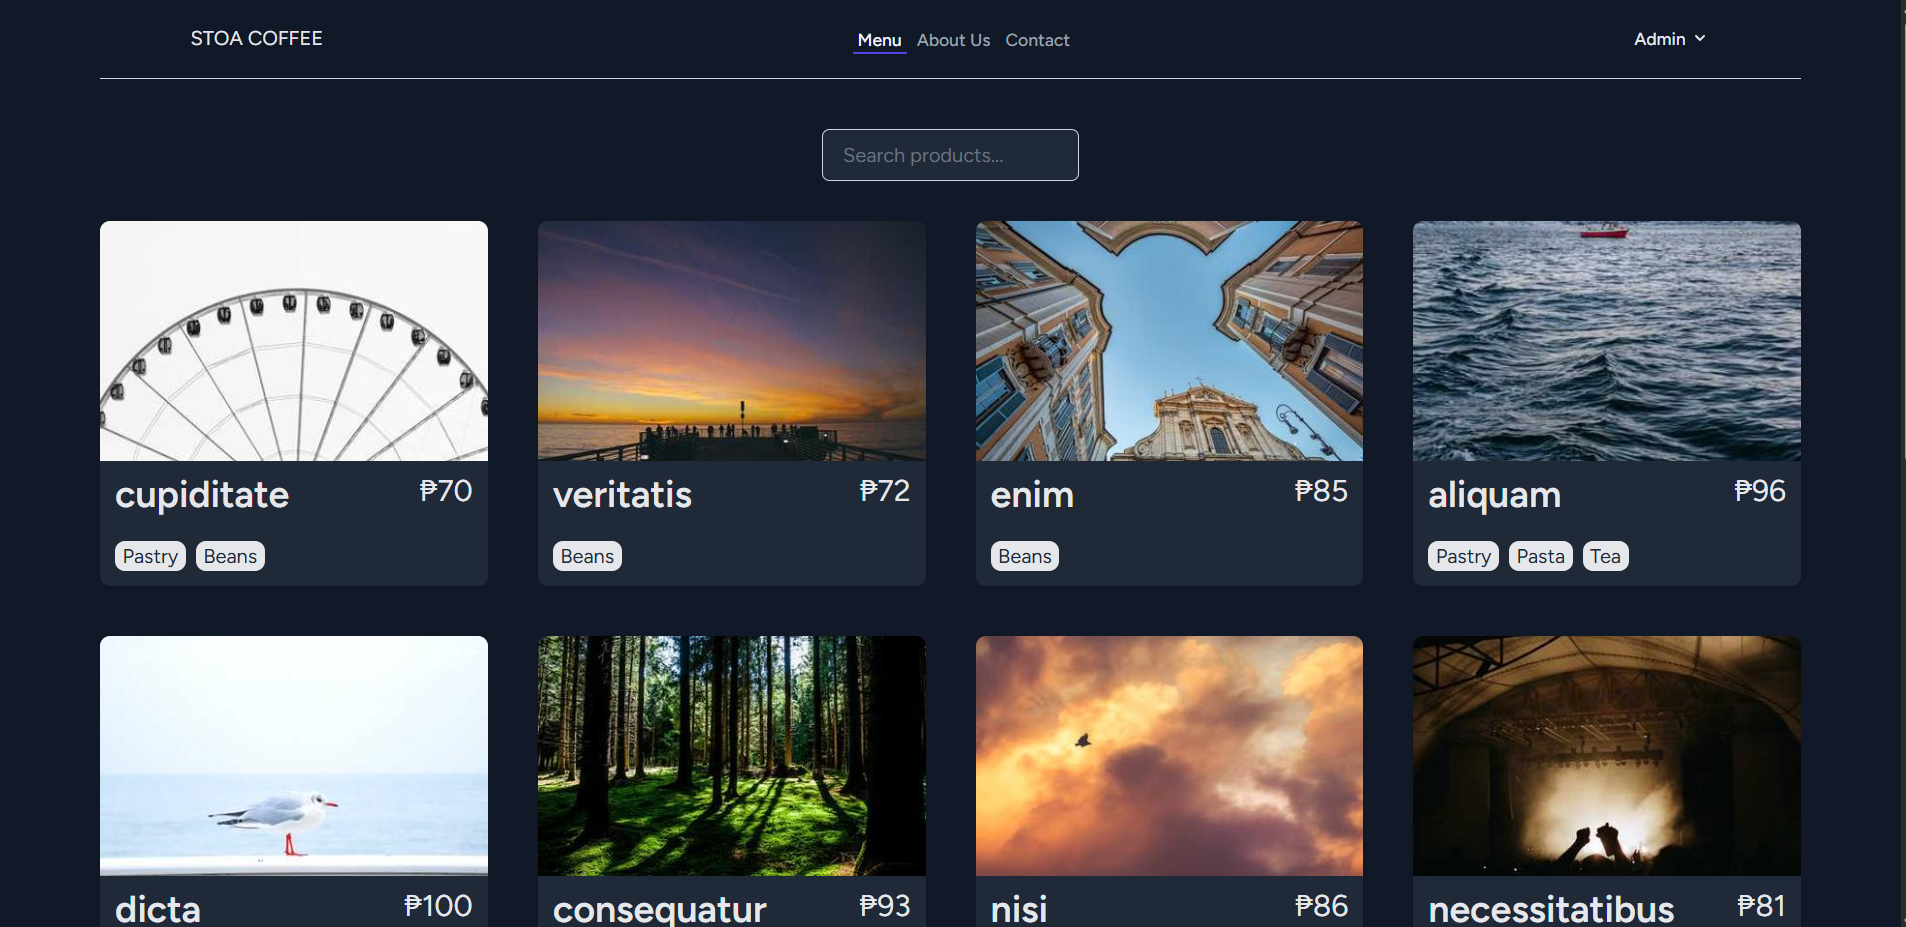 STOA COFFEE
Menu About Us Contact
Admin
Search products...
cupiditate ₱70
Pastry Beans
veritatis ₱72
Beans
enim ₱85
Beans
aliquam ₱96
Pastry Pasta Tea
dicta ₱100
consequatur ₱93
nisi ₱86
necessitatibus ₱81